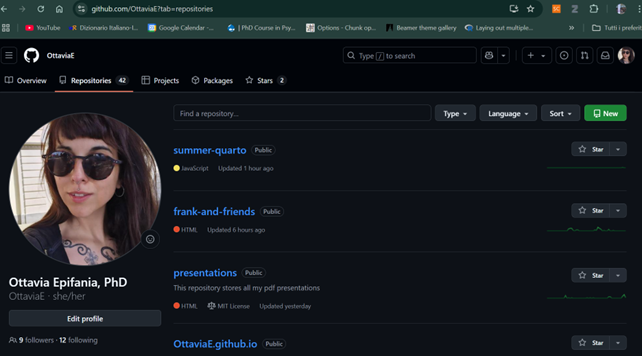 github.com/OttaviaE?tab=repositories
YouTube
Dizionario Italiano-I...
Google Calendar -...
| PhD Course in Psy...
Options - Chunk op...
Beamer theme gallery
Laying out multiple...
»
Tutti i preferiti
OttaviaE
Type / to search
Overview
Repositories 42
Projects
Packages
Stars 2
Find a repository...
Type
Language
Sort
New
summer-quarto Public
Star
JavaScript Updated 1 hour ago
frank-and-friends Public
Star
HTML Updated 6 hours ago
presentations Public
Star
This repository stores all my pdf presentations
HTML MIT License Updated yesterday
OttaviaE.github.io Public
Star
Ottavia Epifania, PhD
OttaviaE · she/her
Edit profile
9 followers · 12 following